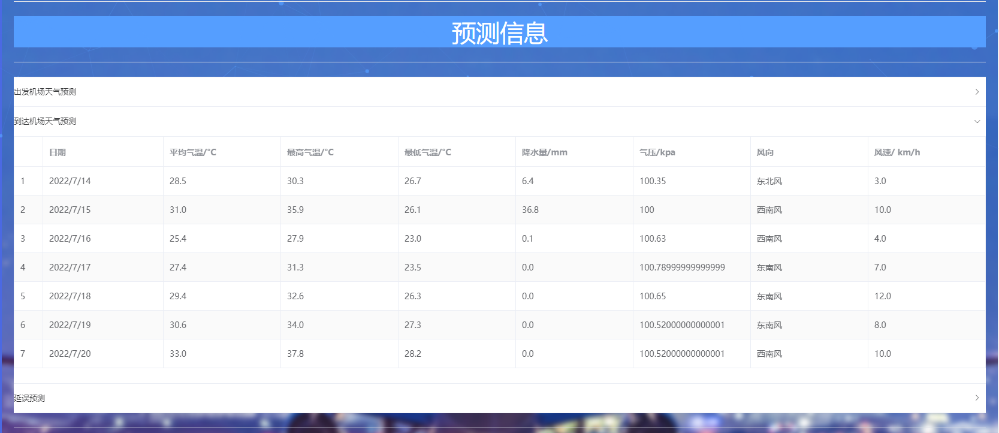 预测信息
出发机场天气预测
到达机场天气预测
日期 平均气温/°C 最高气温/°C 最低气温/°C 降水量/mm 气压/kpa 风向 风速/ km/h
1 2022/7/14 28.5 30.3 26.7 6.4 100.35 东北风 3.0
2 2022/7/15 31.0 35.9 26.1 36.8 100 西南风 10.0
3 2022/7/16 25.4 27.9 23.0 0.1 100.63 西南风 4.0
4 2022/7/17 27.4 31.3 23.5 0.0 100.78999999999999 东南风 7.0
5 2022/7/18 29.4 32.6 26.3 0.0 100.65 东南风 12.0
6 2022/7/19 30.6 34.0 27.3 0.0 100.52000000000001 东南风 8.0
7 2022/7/20 33.0 37.8 28.2 0.0 100.52000000000001 西南风 10.0
延误预测